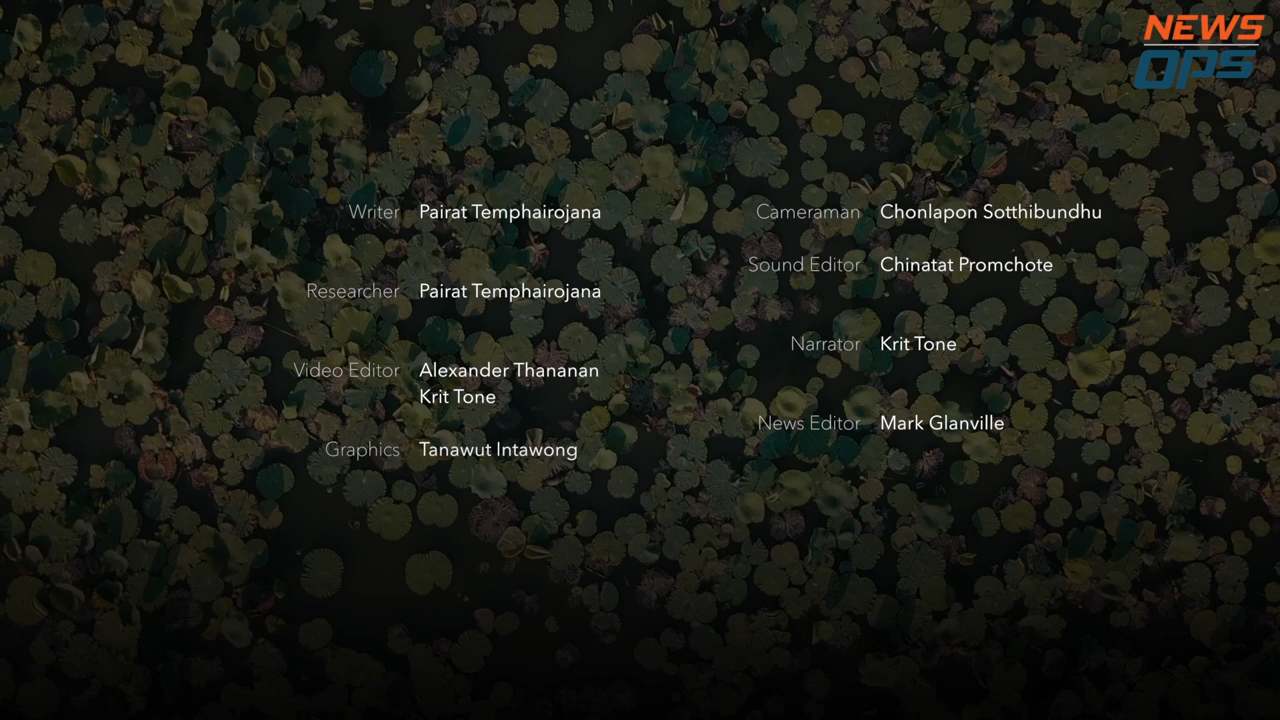 NEWS
Ops
Writer Pairat Temphairojana
Researcher Pairat Temphairojana
Video Editor Alexander Thananan
Krit Tone
Graphics Tanawut Intawong
Cameraman Chonlapon Sotthibundhu
Sound Editor Chinatat Promchote
Narrator Krit Tone
News Editor Mark Glanville